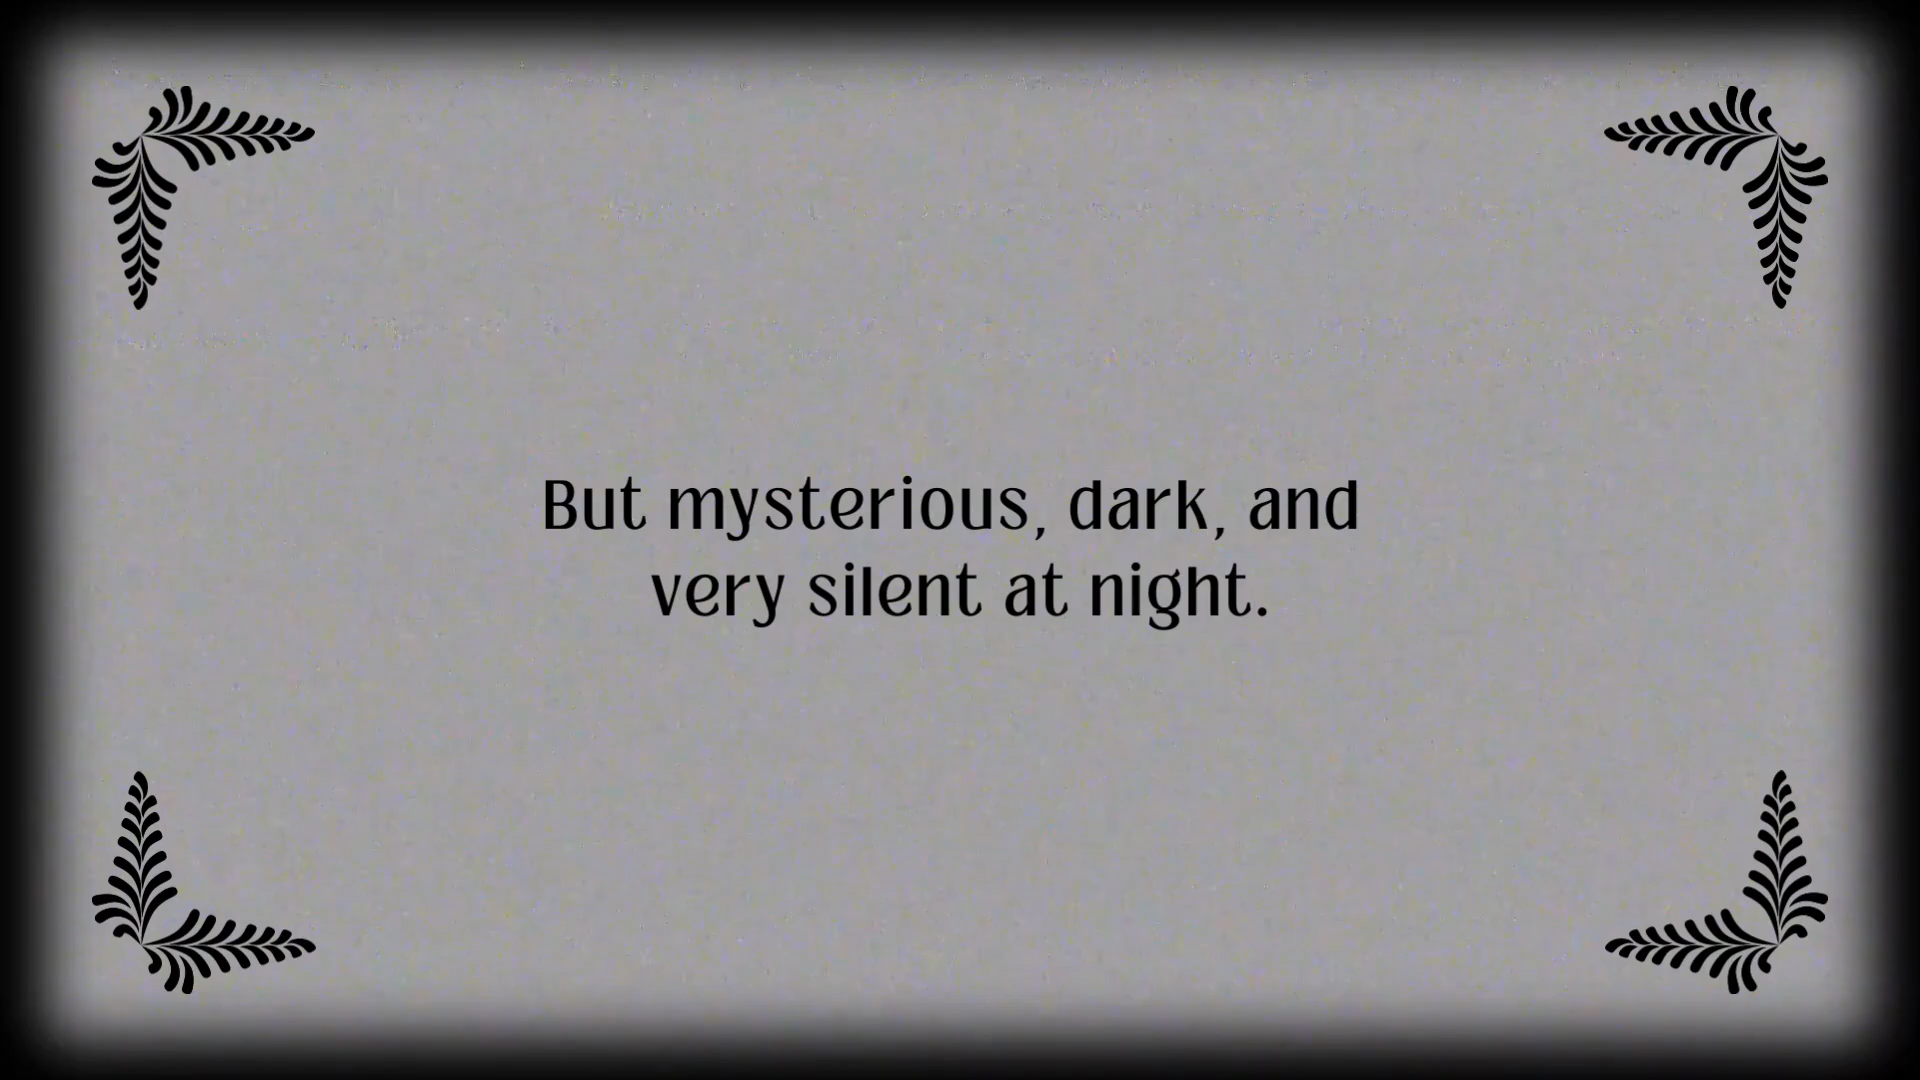 But mysterious, dark, and
very silent at night.